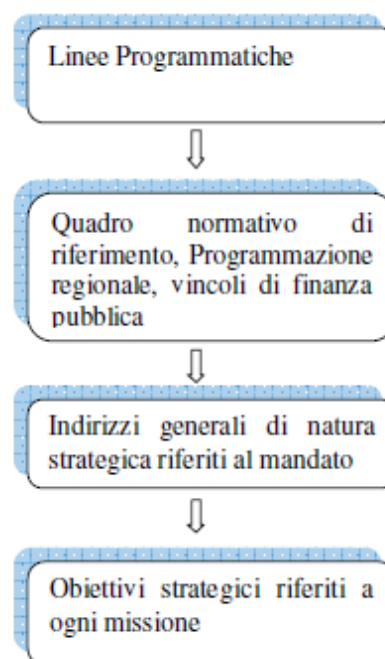 Linee Programmatiche
Quadro normativo di
riferimento, Programmazione
regionale, vincoli di finanza
pubblica
Indirizzi generali di natura
strategica riferiti al mandato
Obiettivi strategici riferiti a
ogni missione